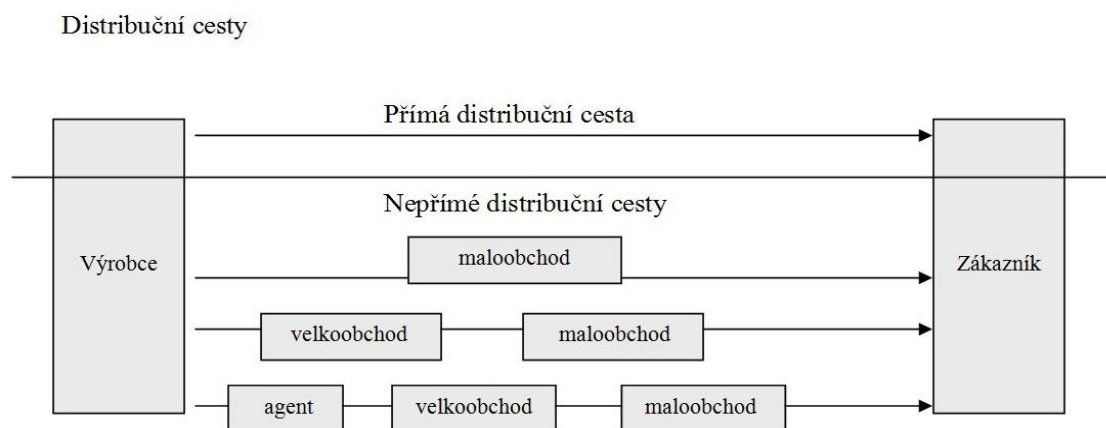 Distribuční cesty
Přímá distribuční cesta
Nepřímé distribuční cesty
Výrobce
maloobchod
Zákazník
velkoobchod
maloobchod
agent
velkoobchod
maloobchod